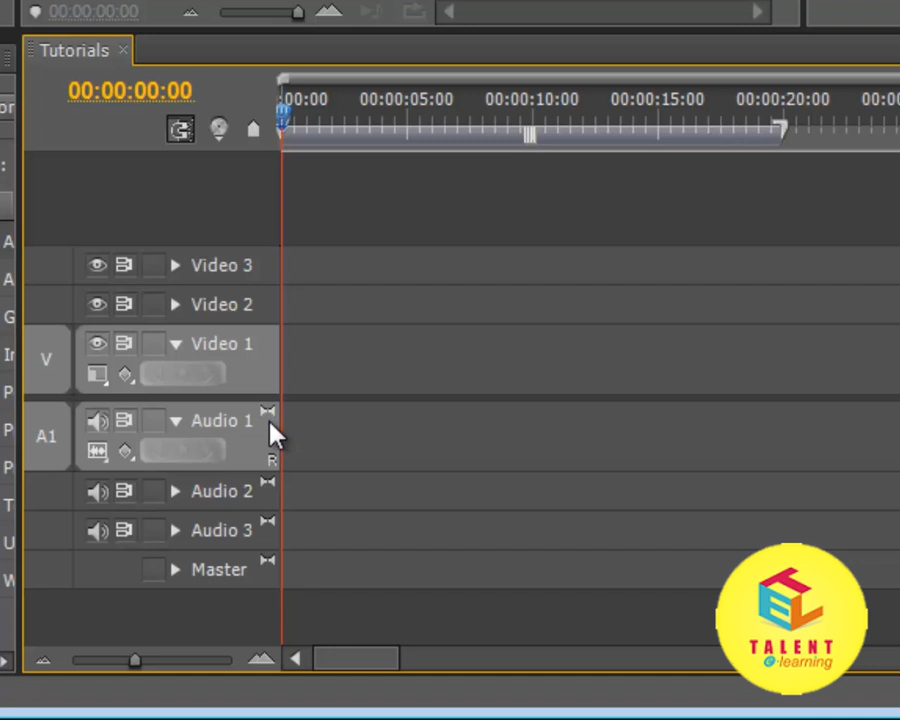 00:00:00:00
Tutorials
00:00:00:00
00:00 00:00:05:00 00:00:10:00 00:00:15:00 00:00:20:00 00:0
Video 3
Video 2
V Video 1
A1 Audio 1
R
Audio 2
Audio 3
Master
TALENT
e-learning